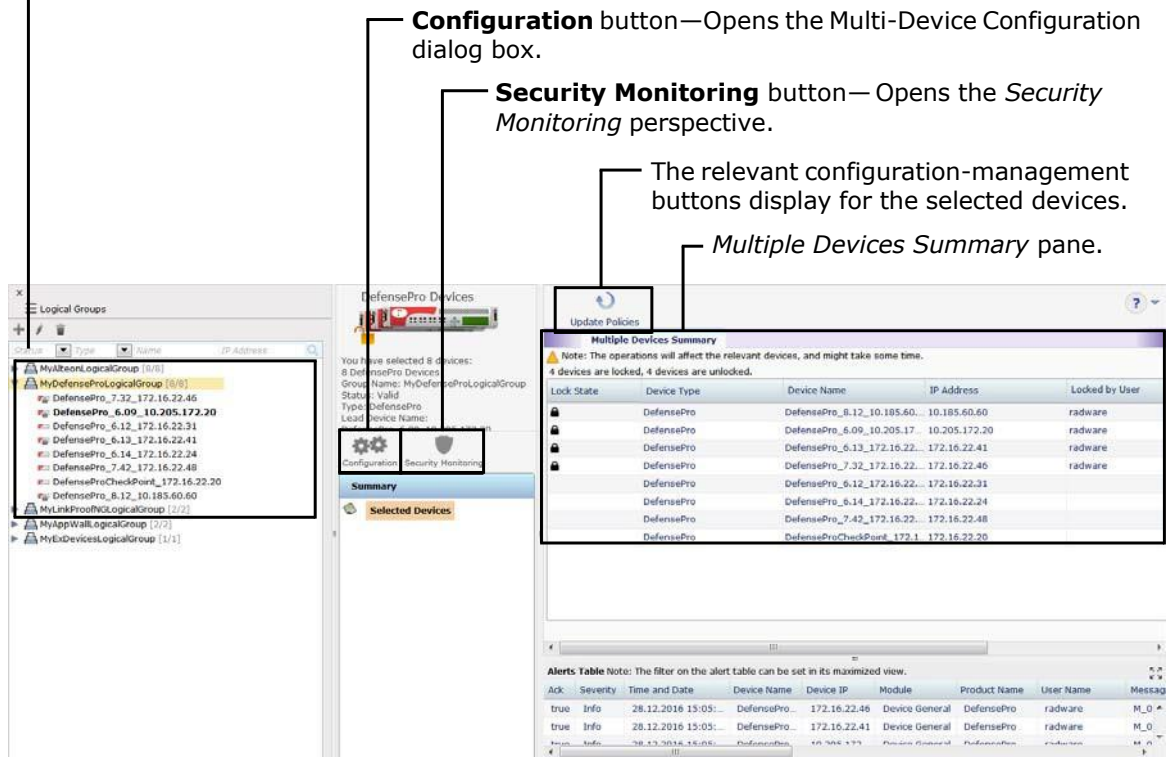 Configuration button—Opens the Multi-Device Configuration
dialog box.
Security Monitoring button— Opens the Security
Monitoring perspective.
The relevant configuration-management
buttons display for the selected devices.
Multiple Devices Summary pane.
×
Logical Groups
Status Type Name IP Address
MyAlteonLogicalGroup
MyDefenseProLogicalGroup [8/8]
DefensePro_7.32_172.16.22.46
DefensePro_6.09_10.205.172.20
DefensePro_6.12_172.16.22.31
DefensePro_6.13_172.16.22.41
DefensePro_6.14_172.16.22.24
DefensePro_7.42_172.16.22.48
DefenseProCheckPoint_172.16.22.20
DefensePro_8.12_10.185.60.60
MyLinkProofNGLogicalGroup [2/2]
MyAppWallLogicalGroup [2/2]
MyExDevicesLogicalGroup [1/1]
DefensePro Devices
You have selected 8 devices:
8 DefensePro Devices
Group Name: MyDefenseProLogicalGroup
Status: Valid
Type: DefensePro
Lead Device Name:
Configuration Security Monitoring
Summary
Selected Devices
Update Policies
?
Multiple Devices Summary
Note: The operations will affect the relevant devices, and might take some time.
4 devices are locked, 4 devices are unlocked.
Lock State Device Type Device Name IP Address Locked by User
DefensePro DefensePro_8.12_10.185.60... 10.185.60.60 radware
DefensePro DefensePro_6.09_10.205.17... 10.205.172.20 radware
DefensePro DefensePro_6.13_172.16.22... 172.16.22.41 radware
DefensePro DefensePro_7.32_172.16.22... 172.16.22.46 radware
DefensePro DefensePro_6.12_172.16.22... 172.16.22.31
DefensePro DefensePro_6.14_172.16.22... 172.16.22.24
DefensePro DefensePro_7.42_172.16.22... 172.16.22.48
DefensePro DefenseProCheckPoint_172.1... 172.16.22.20
Alerts Table Note: The filter on the alert table can be set in its maximized view.
Ack Severity Time and Date Device Name Device IP Module Product Name User Name Messag
true Info 28.12.2016 15:05:... DefensePro... 172.16.22.46 Device General DefensePro radware M_0
true Info 28.12.2016 15:05:... DefensePro... 172.16.22.41 Device General DefensePro radware M_0